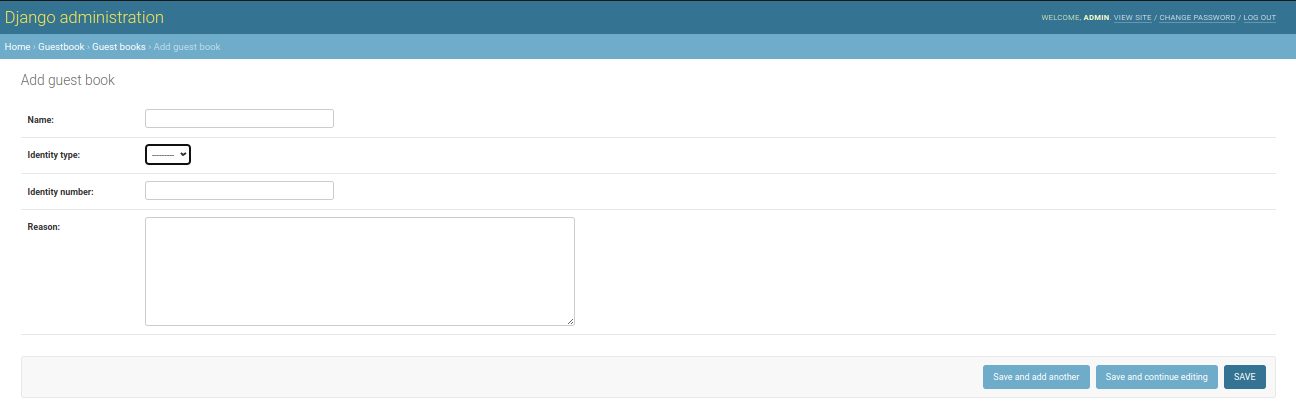 Django administration
WELCOME, ADMIN. VIEW SITE / CHANGE PASSWORD / LOG OUT
Home › Guestbook › Guest books › Add guest book
Add guest book
Name:
Identity type:
---------
Identity number:
Reason:
Save and add another
Save and continue editing
SAVE